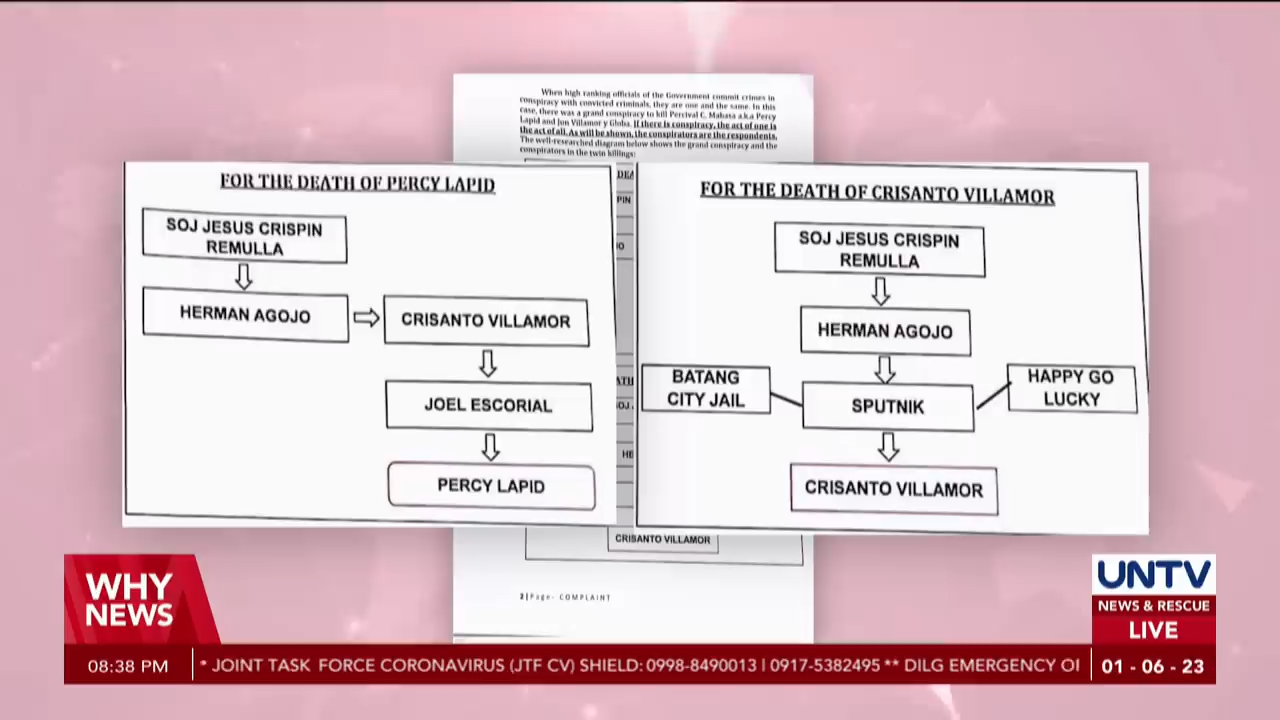 When high ranking officials of the Government commit crimes in
conspiracy with convicted criminals, they are one and the same. In this
case, there was a grand conspiracy to kill Percival C. Mabasa a.k.a Percy
Lapid and Jun Villamor y Globa. If there is conspiracy, the act of one is
the act of all. As will be shown, the conspirators are the respondents.
The well-researched diagram below shows the grand conspiracy and the
conspirators in the twin killings:
FOR THE DEATH OF PERCY LAPID
SOJ JESUS CRISPIN
REMULLA
HERMAN AGOJO
CRISANTO VILLAMOR
JOEL ESCORIAL
PERCY LAPID
FOR THE DEATH OF CRISANTO VILLAMOR
SOJ JESUS CRISPIN
REMULLA
HERMAN AGOJO
BATANG
CITY JAIL
SPUTNIK
HAPPY GO
LUCKY
CRISANTO VILLAMOR
CRISANTO VILLAMOR
2 | Page- COMPLAINT
WHY
NEWS
UNTV
NEWS & RESCUE
LIVE
08:38 PM
* JOINT TASK FORCE CORONAVIRUS (JTF CV) SHIELD: 0998-8490013 | 0917-5382495 ** DILG EMERGENCY
01 - 06 - 23